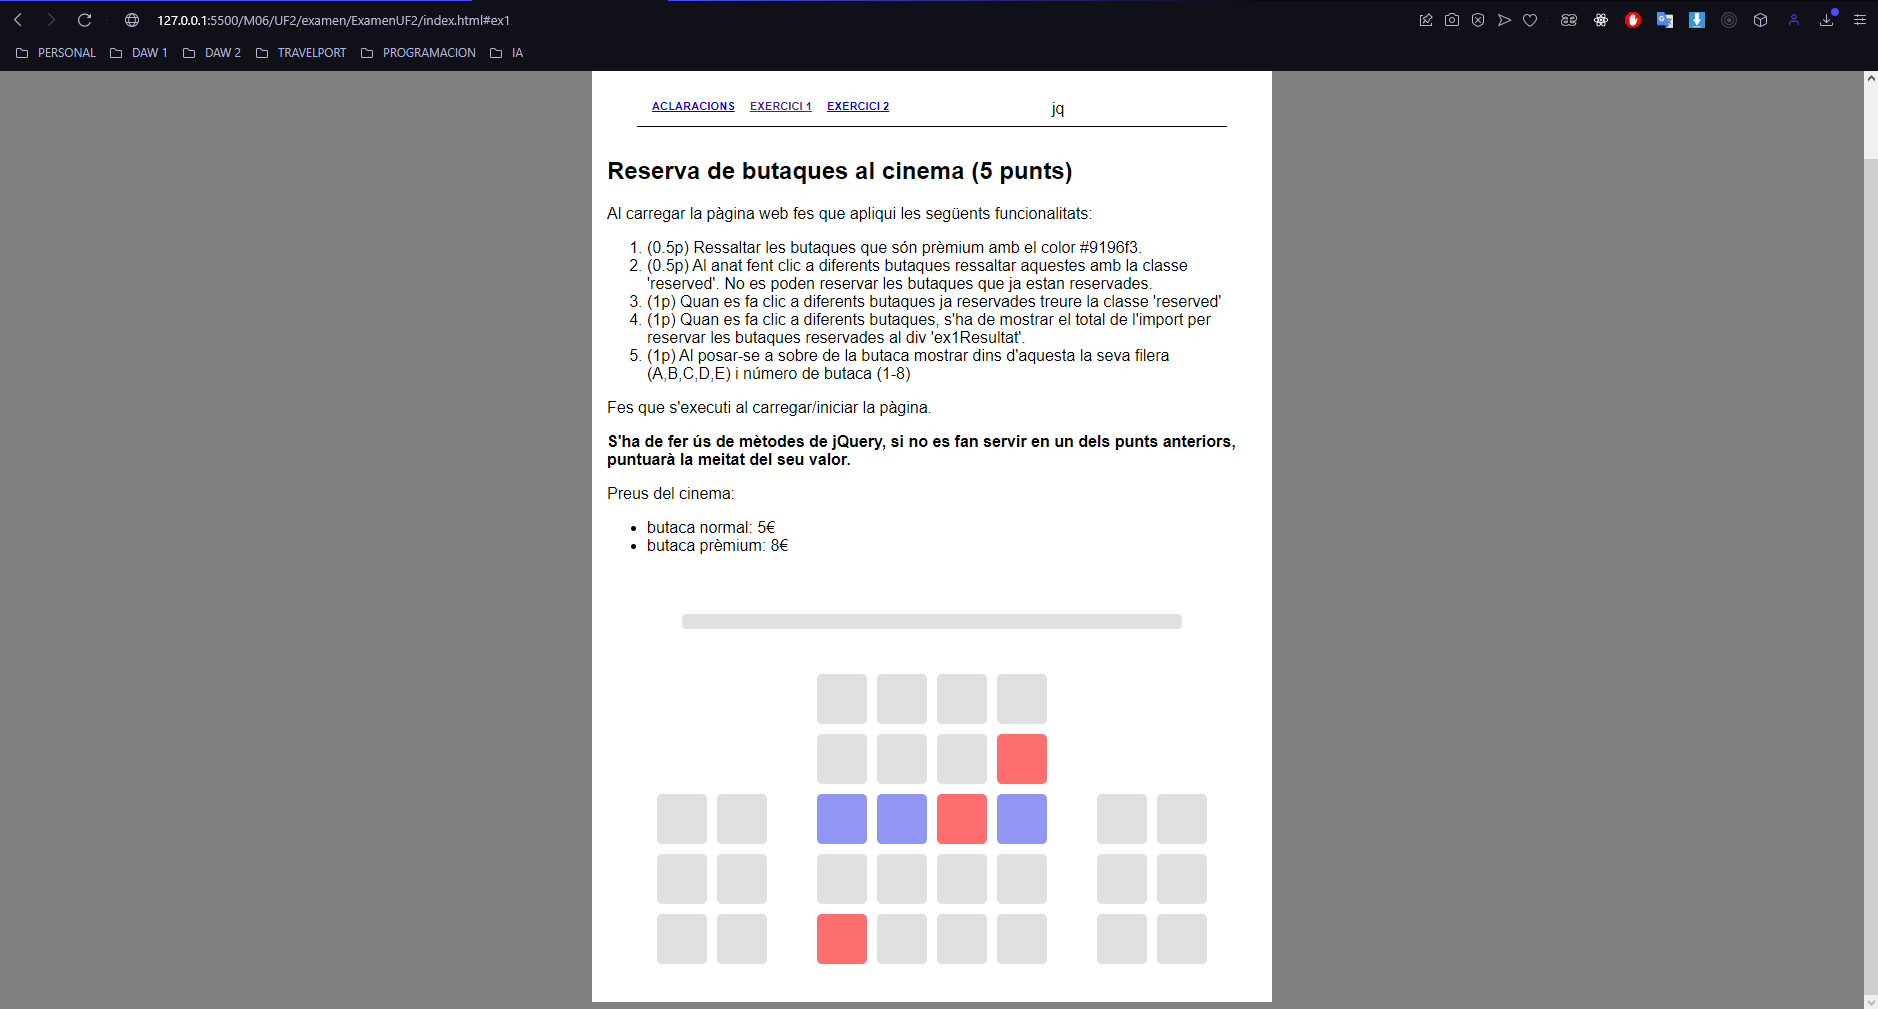 127.0.0.1:5500/M06/UF2/examen/ExamenUF2/index.html#ex1
PERSONAL DAW 1 DAW 2 TRAVELPORT PROGRAMACION IA
ACLARACIONS EXERCICI 1 EXERCICI 2 jq
Reserva de butaques al cinema (5 punts)
Al carregar la pàgina web fes que apliqui les següents funcionalitats:
1. (0.5p) Ressaltar les butaques que són prèmium amb el color #9196f3.
2. (0.5p) Al anat fent clic a diferents butaques ressaltar aquestes amb la classe
'reserved'. No es poden reservar les butaques que ja estan reservades.
3. (1p) Quan es fa clic a diferents butaques ja reservades treure la classe 'reserved'
4. (1p) Quan es fa clic a diferents butaques, s'ha de mostrar el total de l'import per
reservar les butaques reservades al div 'ex1Resultat'.
5. (1p) Al posar-se a sobre de la butaca mostrar dins d'aquesta la seva filera
(A,B,C,D,E) i número de butaca (1-8)
Fes que s'executi al carregar/iniciar la pàgina.
S'ha de fer ús de mètodes de jQuery, si no es fan servir en un dels punts anteriors,
puntuarà la meitat del seu valor.
Preus del cinema:
• butaca normal: 5€
• butaca prèmium: 8€